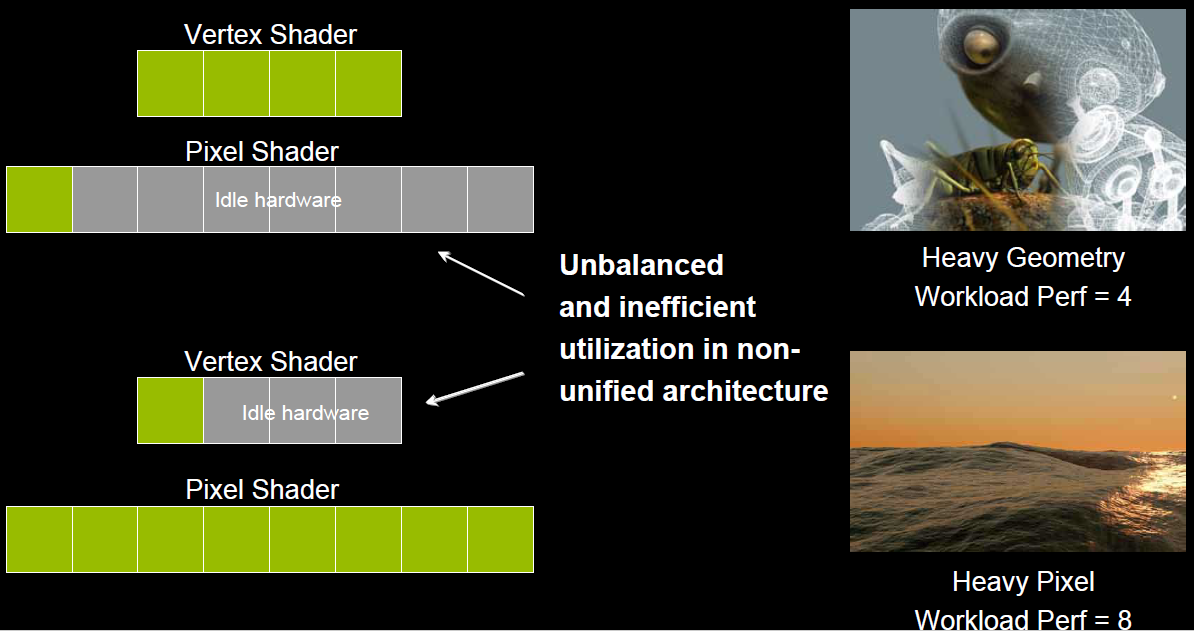 Vertex Shader
Pixel Shader
Idle hardware
Unbalanced
and inefficient
utilization in non-
unified architecture
Vertex Shader
Idle hardware
Pixel Shader
Heavy Geometry
Workload Perf = 4
Heavy Pixel
Workload Perf = 8